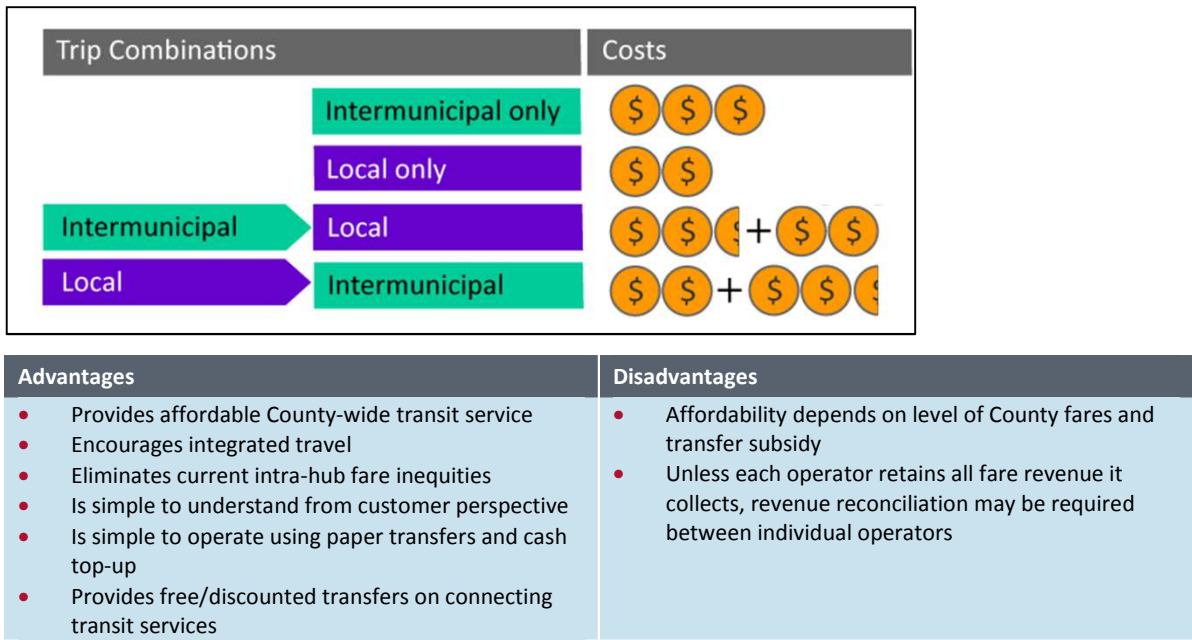 Trip Combinations Costs
Intermunicipal only $ $ $
Local only $ $
Intermunicipal Local $ $ $ + $ $
Local Intermunicipal $ $ + $ $ $
Advantages Disadvantages
• Provides affordable County-wide transit service
• Encourages integrated travel
• Eliminates current intra-hub fare inequities
• Is simple to understand from customer perspective
• Is simple to operate using paper transfers and cash
top-up
• Provides free/discounted transfers on connecting
transit services
• Affordability depends on level of County fares and
transfer subsidy
• Unless each operator retains all fare revenue it
collects, revenue reconciliation may be required
between individual operators